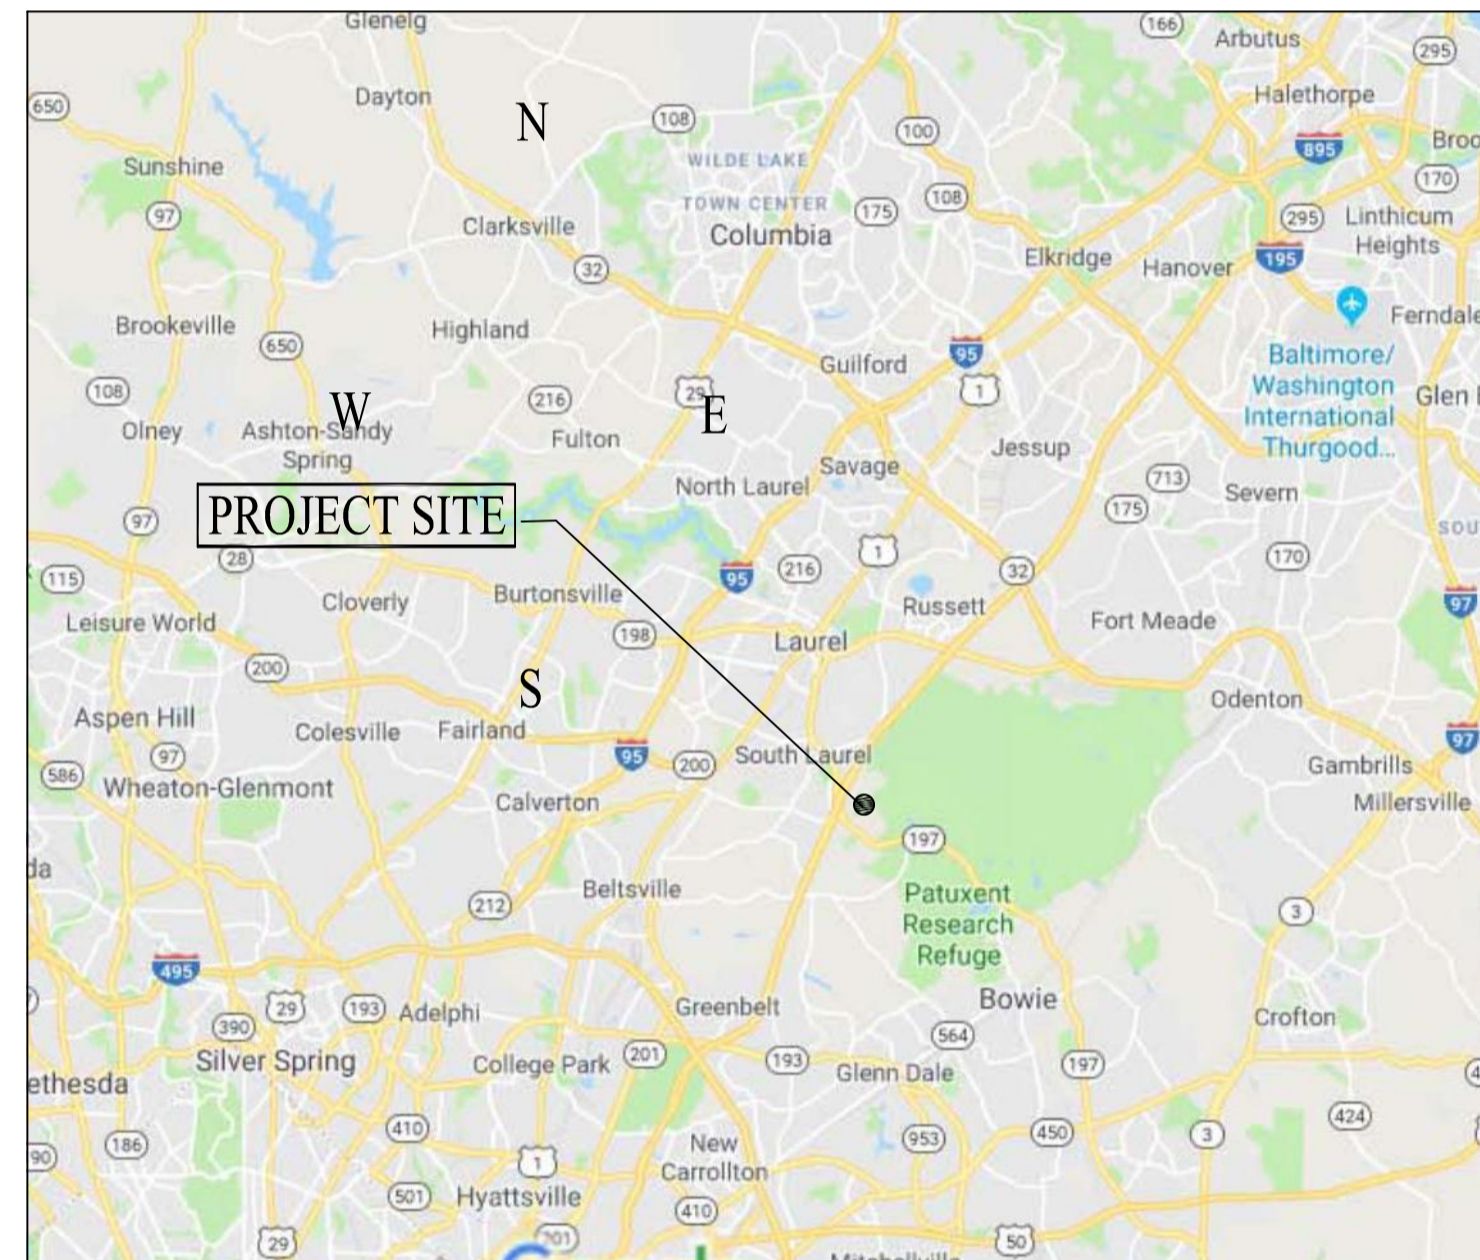 Glenelg
166
Arbutus
295
Dayton
Halethorpe
650
N
108
100
895
Broo
WILDE LAKE
Sunshine
170
TOWN CENTER
108
97
175
295
Linthicum
Heights
Clarksville
Columbia
Elkridge
Hanover
195
32
Brookeville
Highland
Ferndale
650
95
Guilford
Baltimore/
Washington
International
Thurgood...
108
216
29
1
Glen
W
E
Olney
Ashton-Sandy
Spring
Fulton
Jessup
Savage
North Laurel
713
Severn
175
PROJECT SITE
97
SOU
28
1
170
115
95
216
32
Cloverly
Burtonsville
Russett
97
Leisure World
198
Laurel
Fort Meade
200
S
Odenton
Aspen Hill
Colesville
Fairland
97
97
95
200
South Laurel
586
Gambrills
Wheaton-Glenmont
Calverton
Millersville
197
da
Beltsville
212
Patuxent
Research
Refuge
3
495
29
193
Adelphi
Greenbelt
Bowie
390
Crofton
564
Silver Spring
College Park
201
193
Glenn Dale
197
4
ethesda
410
953
450
3
424
186
90
New
Carrollton
1
501
Hyattsville
410
201
29
50
Mitchellville